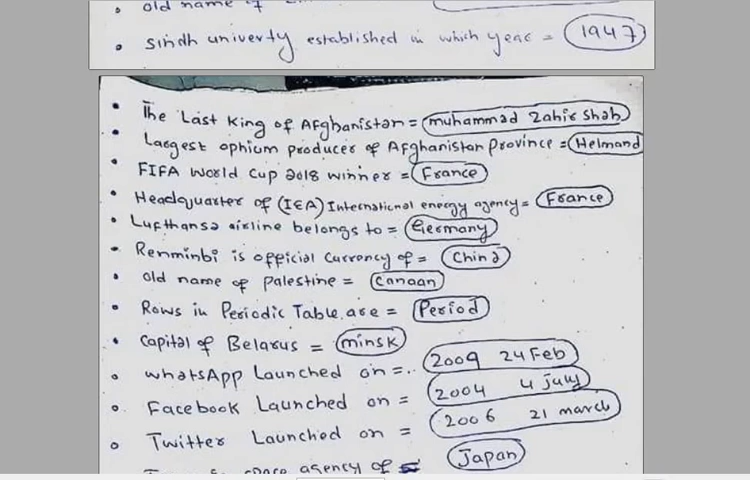 • old name of
• Sindh univerty established in which year = 1947
• The Last King of Afghanistan = muhammad Zahir Shah
• Largest ophium producer of Afghanistan province = Helmand
• FIFA World Cup 2018 winner = France
• Headquarter of (IEA) International energy agency = France
• Lufthansa airline belongs to = Germany
• Renminbi is official currency of = China
• old name of palestine = Canaan
• Rows in Periodic Table are = Period
• Capital of Belarus = minsk
• WhatsApp Launched on = 2009 24 Feb
• Facebook Launched on = 2004 4 july
• Twitter Launched on = 2006 21 march
space agency of = Japan